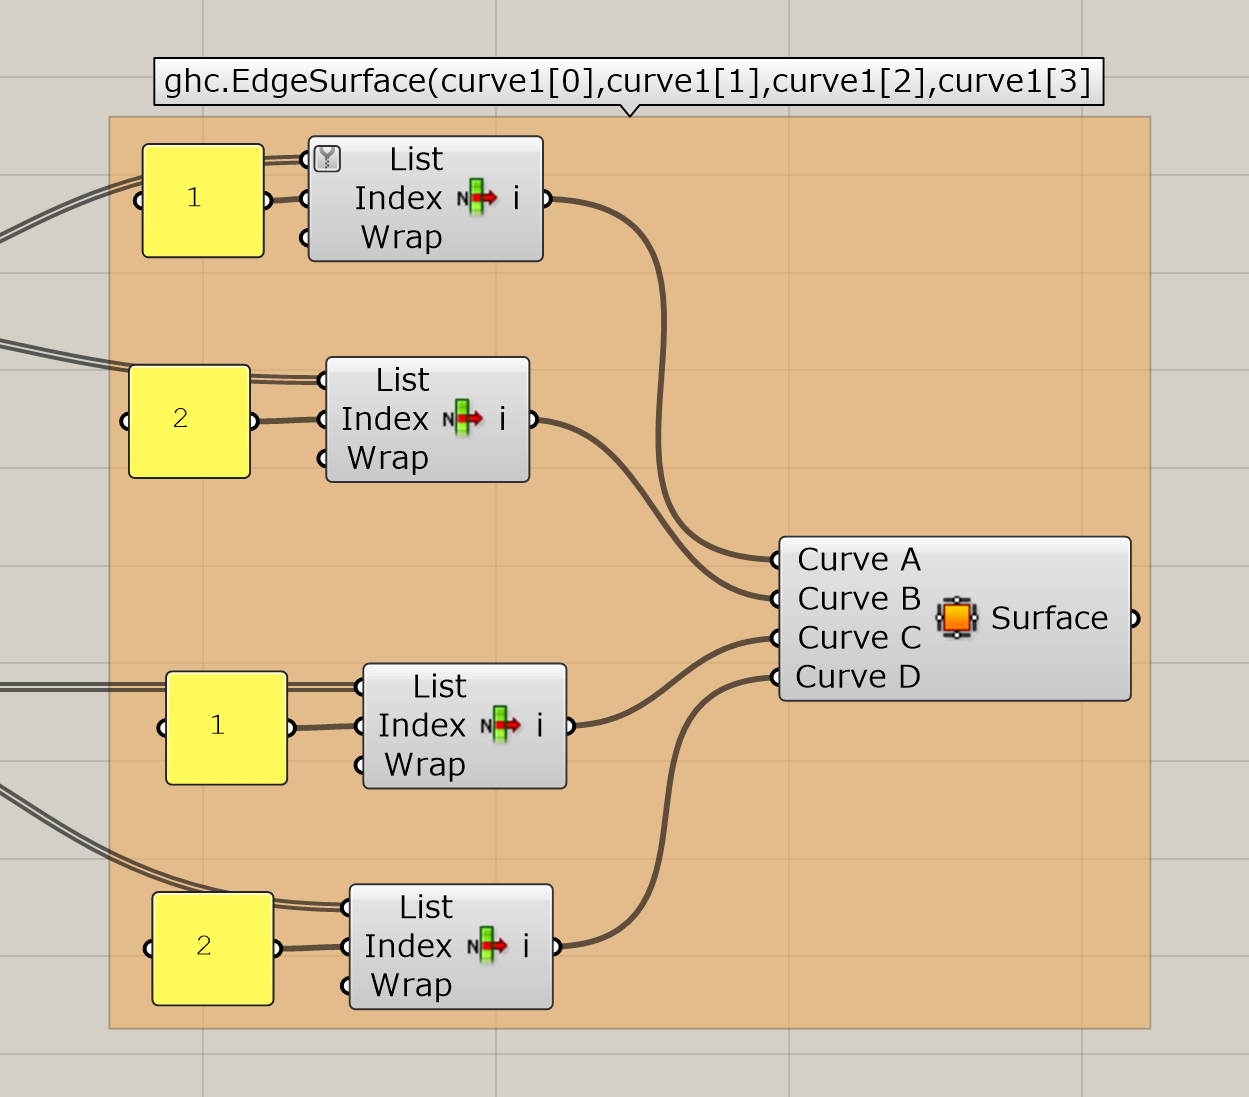 ghc.EdgeSurface(curve1[0],curve1[1],curve1[2],curve1[3]
1
List
Index
N
i
Wrap
2
List
Index
N
i
Wrap
Curve A
Curve B
Curve C
Curve D
Surface
1
List
Index
N
i
Wrap
2
List
Index
N
i
Wrap